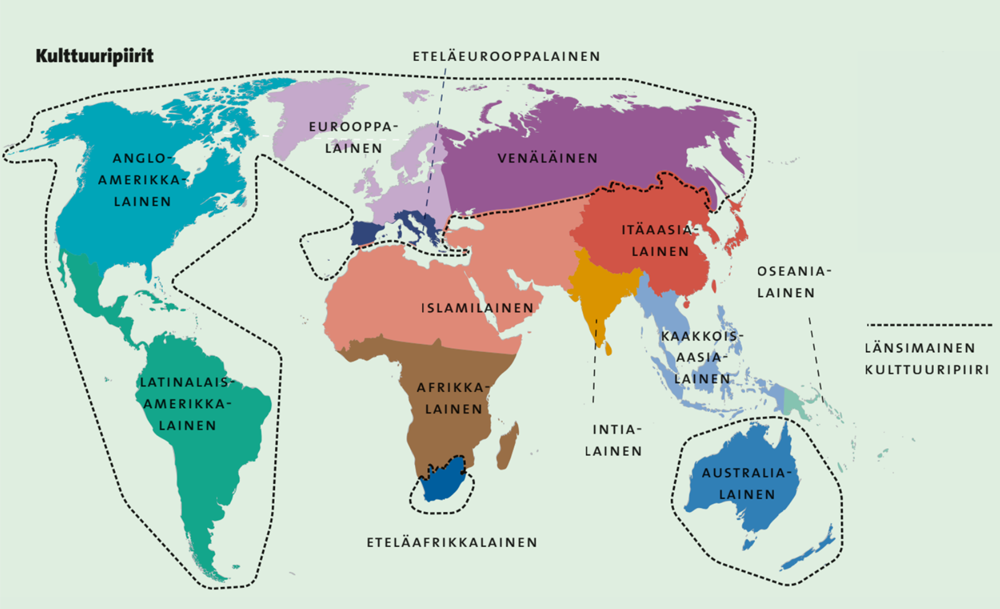 Kulttuuripiirit
ETELÄEUROOPPALAINEN
EUROOPPA-
LAINEN
ANGLO-
AMERIKKA-
LAINEN
VENÄLÄINEN
ITÄAASIA-
LAINEN
OSEANIA-
LAINEN
ISLAMILAINEN
KAAKKOIS-
AASIA-
LAINEN
LÄNSIMAINEN
KULTTUURIPIIRI
LATINALAIS-
AMERIKKA-
LAINEN
AFRIKKA-
LAINEN
INTIA-
LAINEN
AUSTRALIA-
LAINEN
ETELÄAFRIKKALAINEN